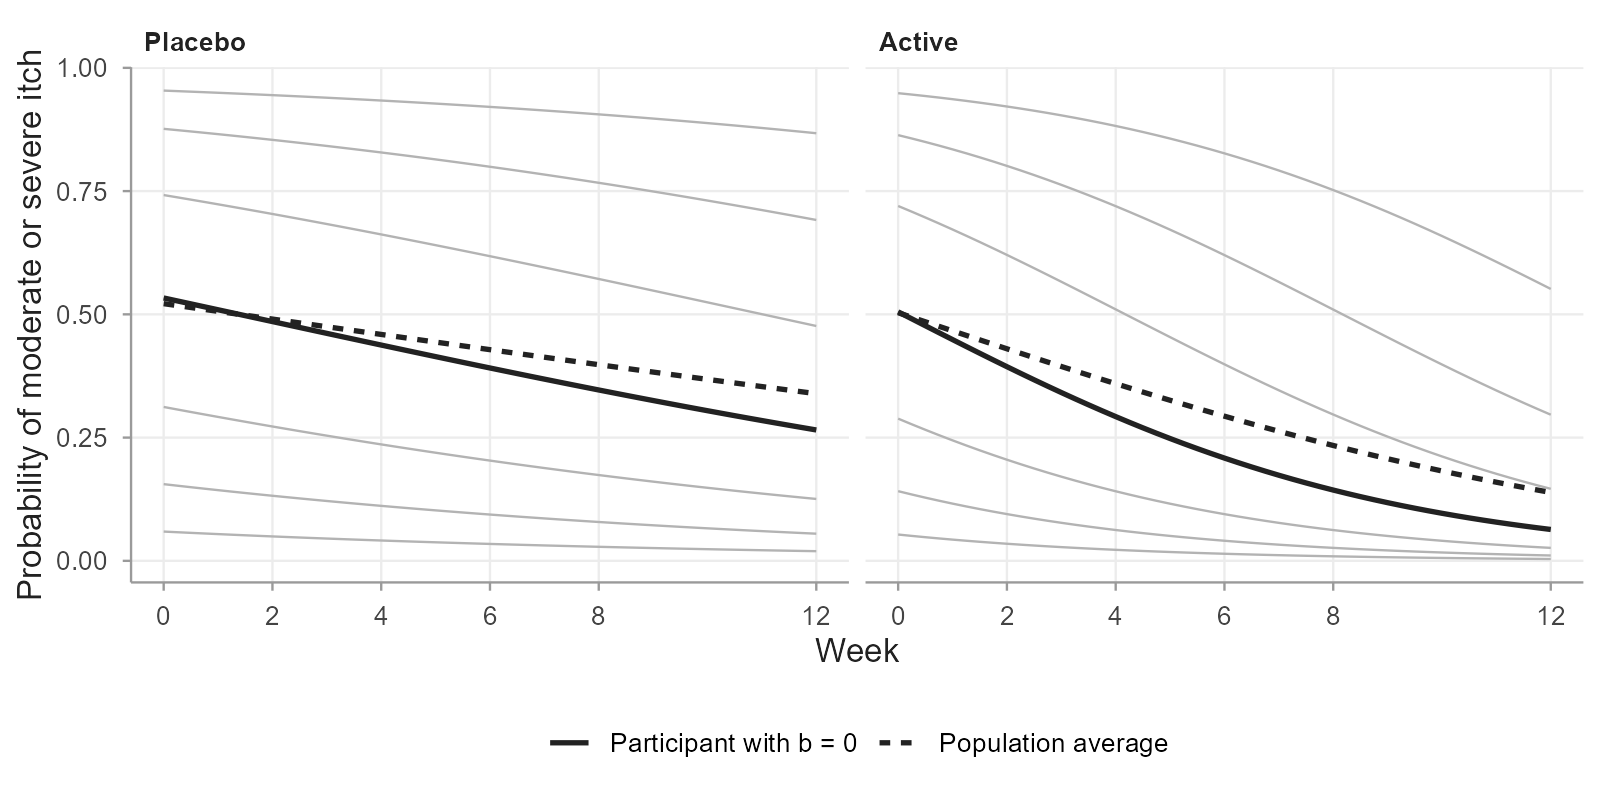 Placebo
Active
Probability of moderate or severe itch
1.00
0.75
0.50
0.25
0.00
0 2 4 6 8 12
0 2 4 6 8 12
Week
Participant with b = 0
Population average